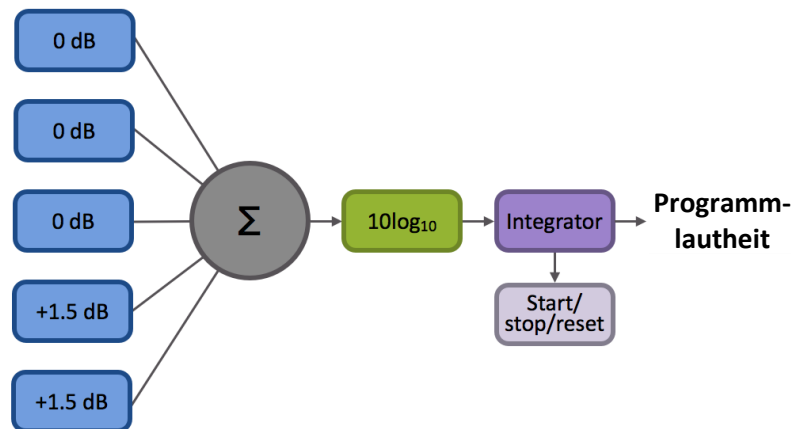 0 dB
0 dB
0 dB
+1.5 dB
+1.5 dB
Σ
10log₁₀
Integrator
Start/
stop/reset
Programm-
lautheit